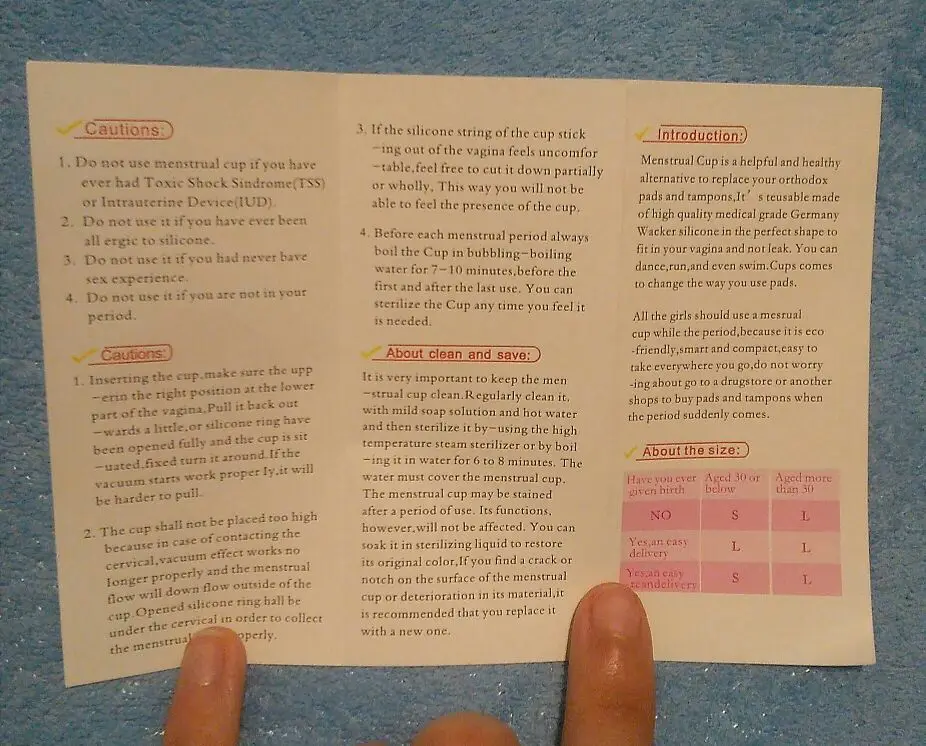 Cautions:
1. Do not use menstrual cup if you have
ever had Toxic Shock Sindrome(TSS)
or Intrauterine Device(IUD).
2. Do not use it if you have ever been
all ergic to silicone.
3. Do not use it if you had never have
sex experience.
4. Do not use it if you are not in your
period.
Cautions:
1. Inserting the cup,make sure the upp
-erin the right position at the lower
part of the vagina,Pull it back out
-wards a little,or silicone ring have
been opened fully and the cup is sit
-uated,fixed turn it around.If the
vacuum starts work proper ly,it will
be harder to pull.
2. The cup shall not be placed too high
because in case of contacting the
cervical,vacuum effect works no
longer properly and the menstrual
flow will down flow outside of the
cup.Opened silicone ring hall be
under the cervical in order to collect
the menstrual operly.
3. If the silicone string of the cup stick
-ing out of the vagina feels uncomfor
-table,feel free to cut it down partially
or wholly, This way you will not be
able to feel the presence of the cup.
4. Before each menstrual period always
boil the Cup in bubbling-boiling
water for 7-10 minutes,before the
first and after the last use. You can
sterilize the Cup any time you feel it
is needed.
About clean and save:
It is very important to keep the men
-strual cup clean.Regularly clean it,
with mild soap solution and hot water
and then sterilize it by-using the high
temperature steam sterilizer or by boil
-ing it in water for 6 to 8 minutes. The
water must cover the menstrual cup.
The menstrual cup may be stained
after a period of use. Its functions,
however,will not be affected. You can
soak it in sterilizing liquid to restore
its original color,If you find a crack or
notch on the surface of the menstrual
cup or deterioration in its material,it
is recommended that you replace it
with a new one.
Introduction:
Menstrual Cup is a helpful and healthy
alternative to replace your orthodox
pads and tampons,It's reusable made
of high quality medical grade Germany
Wacker silicone in the perfect shape to
fit in your vagina and not leak. You can
dance,run,and even swim.Cups comes
to change the way you use pads.
All the girls should use a mesrual
cup while the period,because it is eco
-friendly,smart and compact,easy to
take everywhere you go,do not worry
-ing about go to a drugstore or another
shops to buy pads and tampons when
the period suddenly comes.
About the size:
Have you ever given birth Aged 30 or below Aged more than 30
NO S L
Yes,an easy delivery L L
Yes,an easy S L